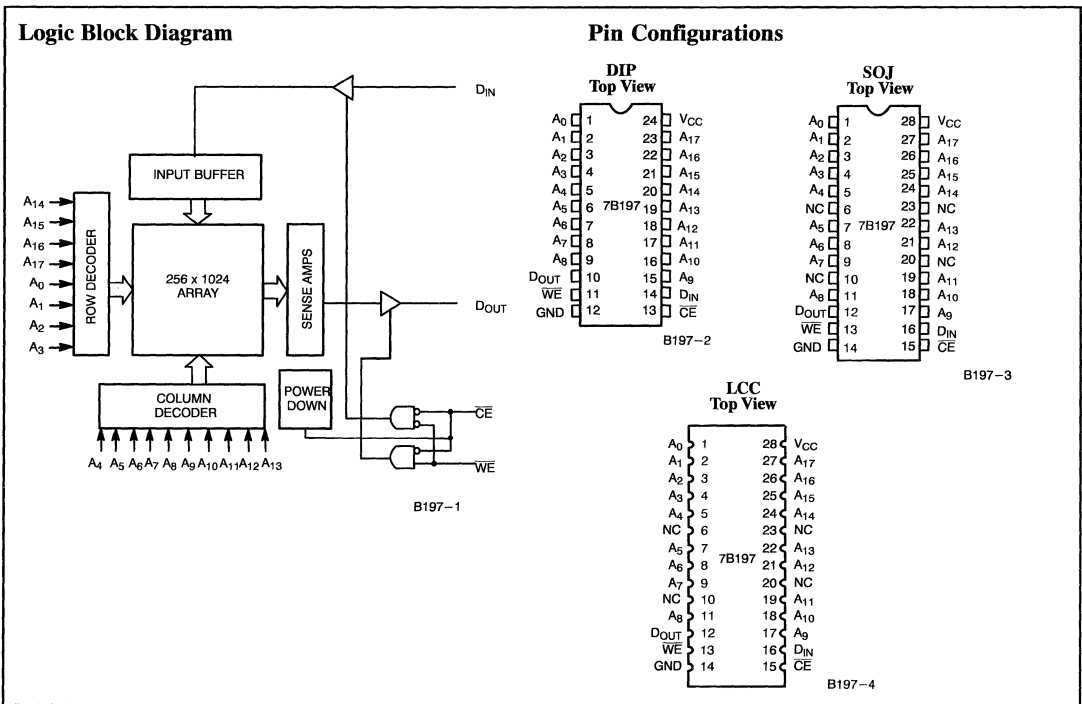 Logic Block Diagram
D_IN
INPUT BUFFER
A14
A15
A16
A17
A0
A1
A2
A3
ROW DECODER
256 x 1024
ARRAY
SENSE AMPS
D_OUT
COLUMN
DECODER
POWER
DOWN
A4 A5 A6 A7 A8 A9 A10 A11 A12 A13
CE
WE
B197-1
Pin Configurations
DIP
Top View
A0 1 24 VCC
A1 2 23 A17
A2 3 22 A16
A3 4 21 A15
A4 5 20 A14
A5 6 7B197 19 A13
A6 7 18 A12
A7 8 17 A11
A8 9 16 A10
DOUT 10 15 A9
WE 11 14 DIN
GND 12 13 CE
B197-2
SOJ
Top View
A0 1 28 VCC
A1 2 27 A17
A2 3 26 A16
A3 4 25 A15
A4 5 24 A14
NC 6 23 NC
A5 7 7B197 22 A13
A6 8 21 A12
A7 9 20 NC
NC 10 19 A11
A8 11 18 A10
DOUT 12 17 A9
WE 13 16 DIN
GND 14 15 CE
B197-3
LCC
Top View
A0 1 28 VCC
A1 2 27 A17
A2 3 26 A16
A3 4 25 A15
A4 5 24 A14
NC 6 23 NC
A5 7 22 A13
7B197
A6 8 21 A12
A7 9 20 NC
NC 10 19 A11
A8 11 18 A10
DOUT 12 17 A9
WE 13 16 DIN
GND 14 15 CE
B197-4